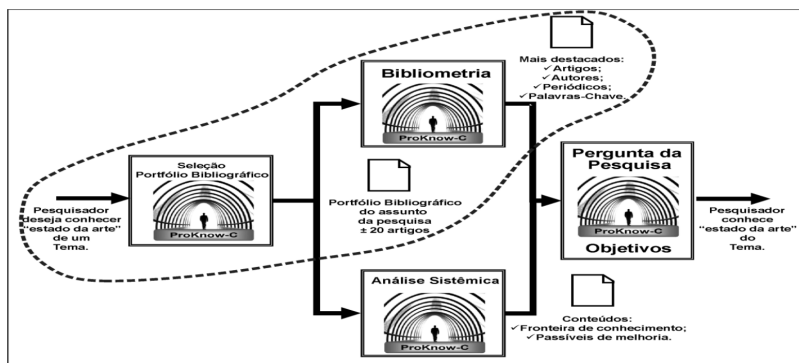 Pesquisador
deseja conhecer
“estado da arte”
de um
Tema.
Seleção
Portfólio Bibliográfico
ProKnow-C
Bibliometria
ProKnow-C
Mais destacados:
✓Artigos;
✓Autores;
✓Periódicos;
✓Palavras-Chave.
Portfólio Bibliográfico
do assunto
da pesquisa
± 20 artigos
Análise Sistêmica
ProKnow-C
Conteúdos:
✓Fronteira de conhecimento;
✓Passíveis de melhoria.
Pergunta da
Pesquisa
ProKnow-C
Objetivos
Pesquisador
conhece
“estado da arte”
do
Tema.